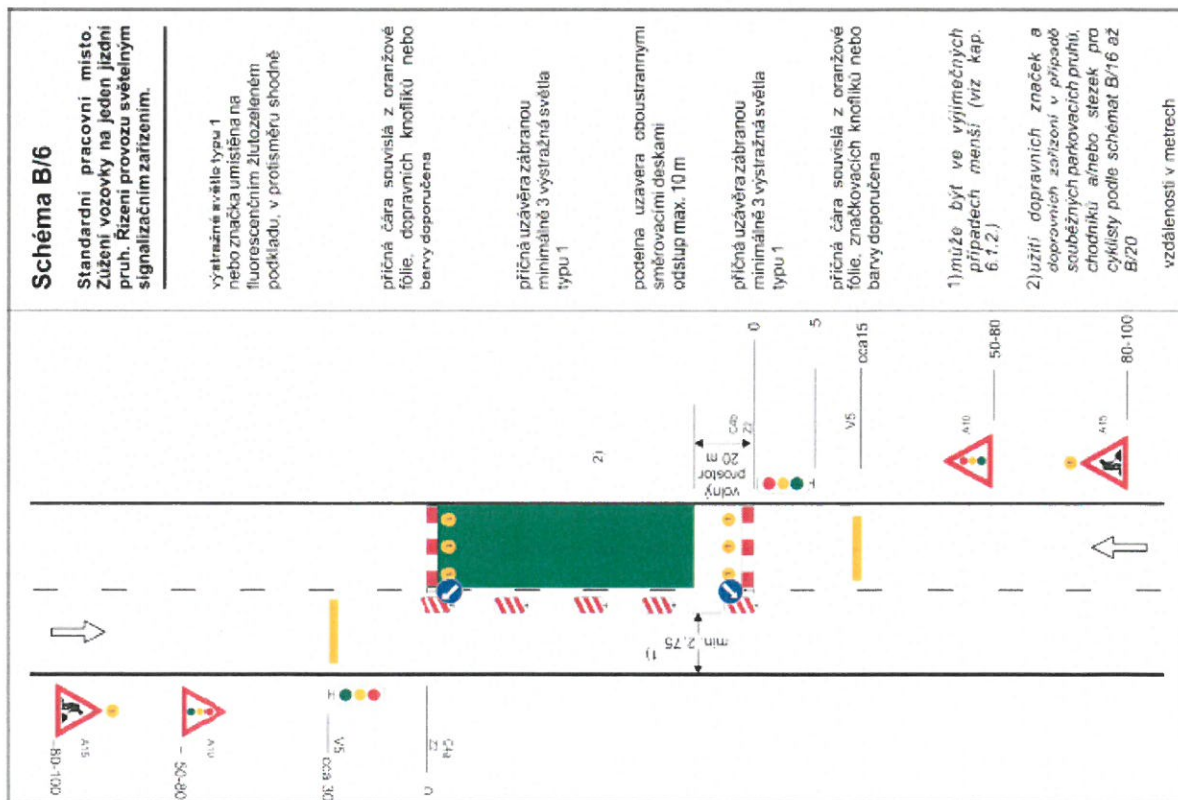 Schéma B/6
Standardní pracovní místo.
Zúžení vozovky na jeden jízdní
pruh. Řízení provozu světelným
signalizačním zařízením.
výstražné světlo typu 1
nebo značka umístěna na
fluorescenčním žlutozeleném
podkladu, v protisměru shodně
příčná čára souvislá z oranžové
fólie, dopravních knoflíků nebo
barvy doporučena
příčná uzávěra zábranou
minimálně 3 výstražná světla
typu 1
podelná uzávěra oboustrannými
směrovacími deskami
odstup max. 10 m
příčná uzávěra zábranou
minimálně 3 výstražná světla
typu 1
příčná čára souvislá z oranžové
fólie, značkovacích knoflíků nebo
barvy doporučena
1) může být ve výjimečných
případech menší (viz kap.
6.1.2.)
2) užití dopravních značek a
dopravních zařízení v případě
souběžných parkovacích pruhů,
chodníků a/nebo stezek pro
cyklisty podle schémat B/16 až
B/20
vzdálenosti v metrech
80-100
A15
50-80
A10
V5
cca 30
0
Z2
C4a
2)
1)
min. 2,75
volný
prostor
20 m
C4b
Z2
0
5
V5
cca15
A10
50-80
A15
80-100